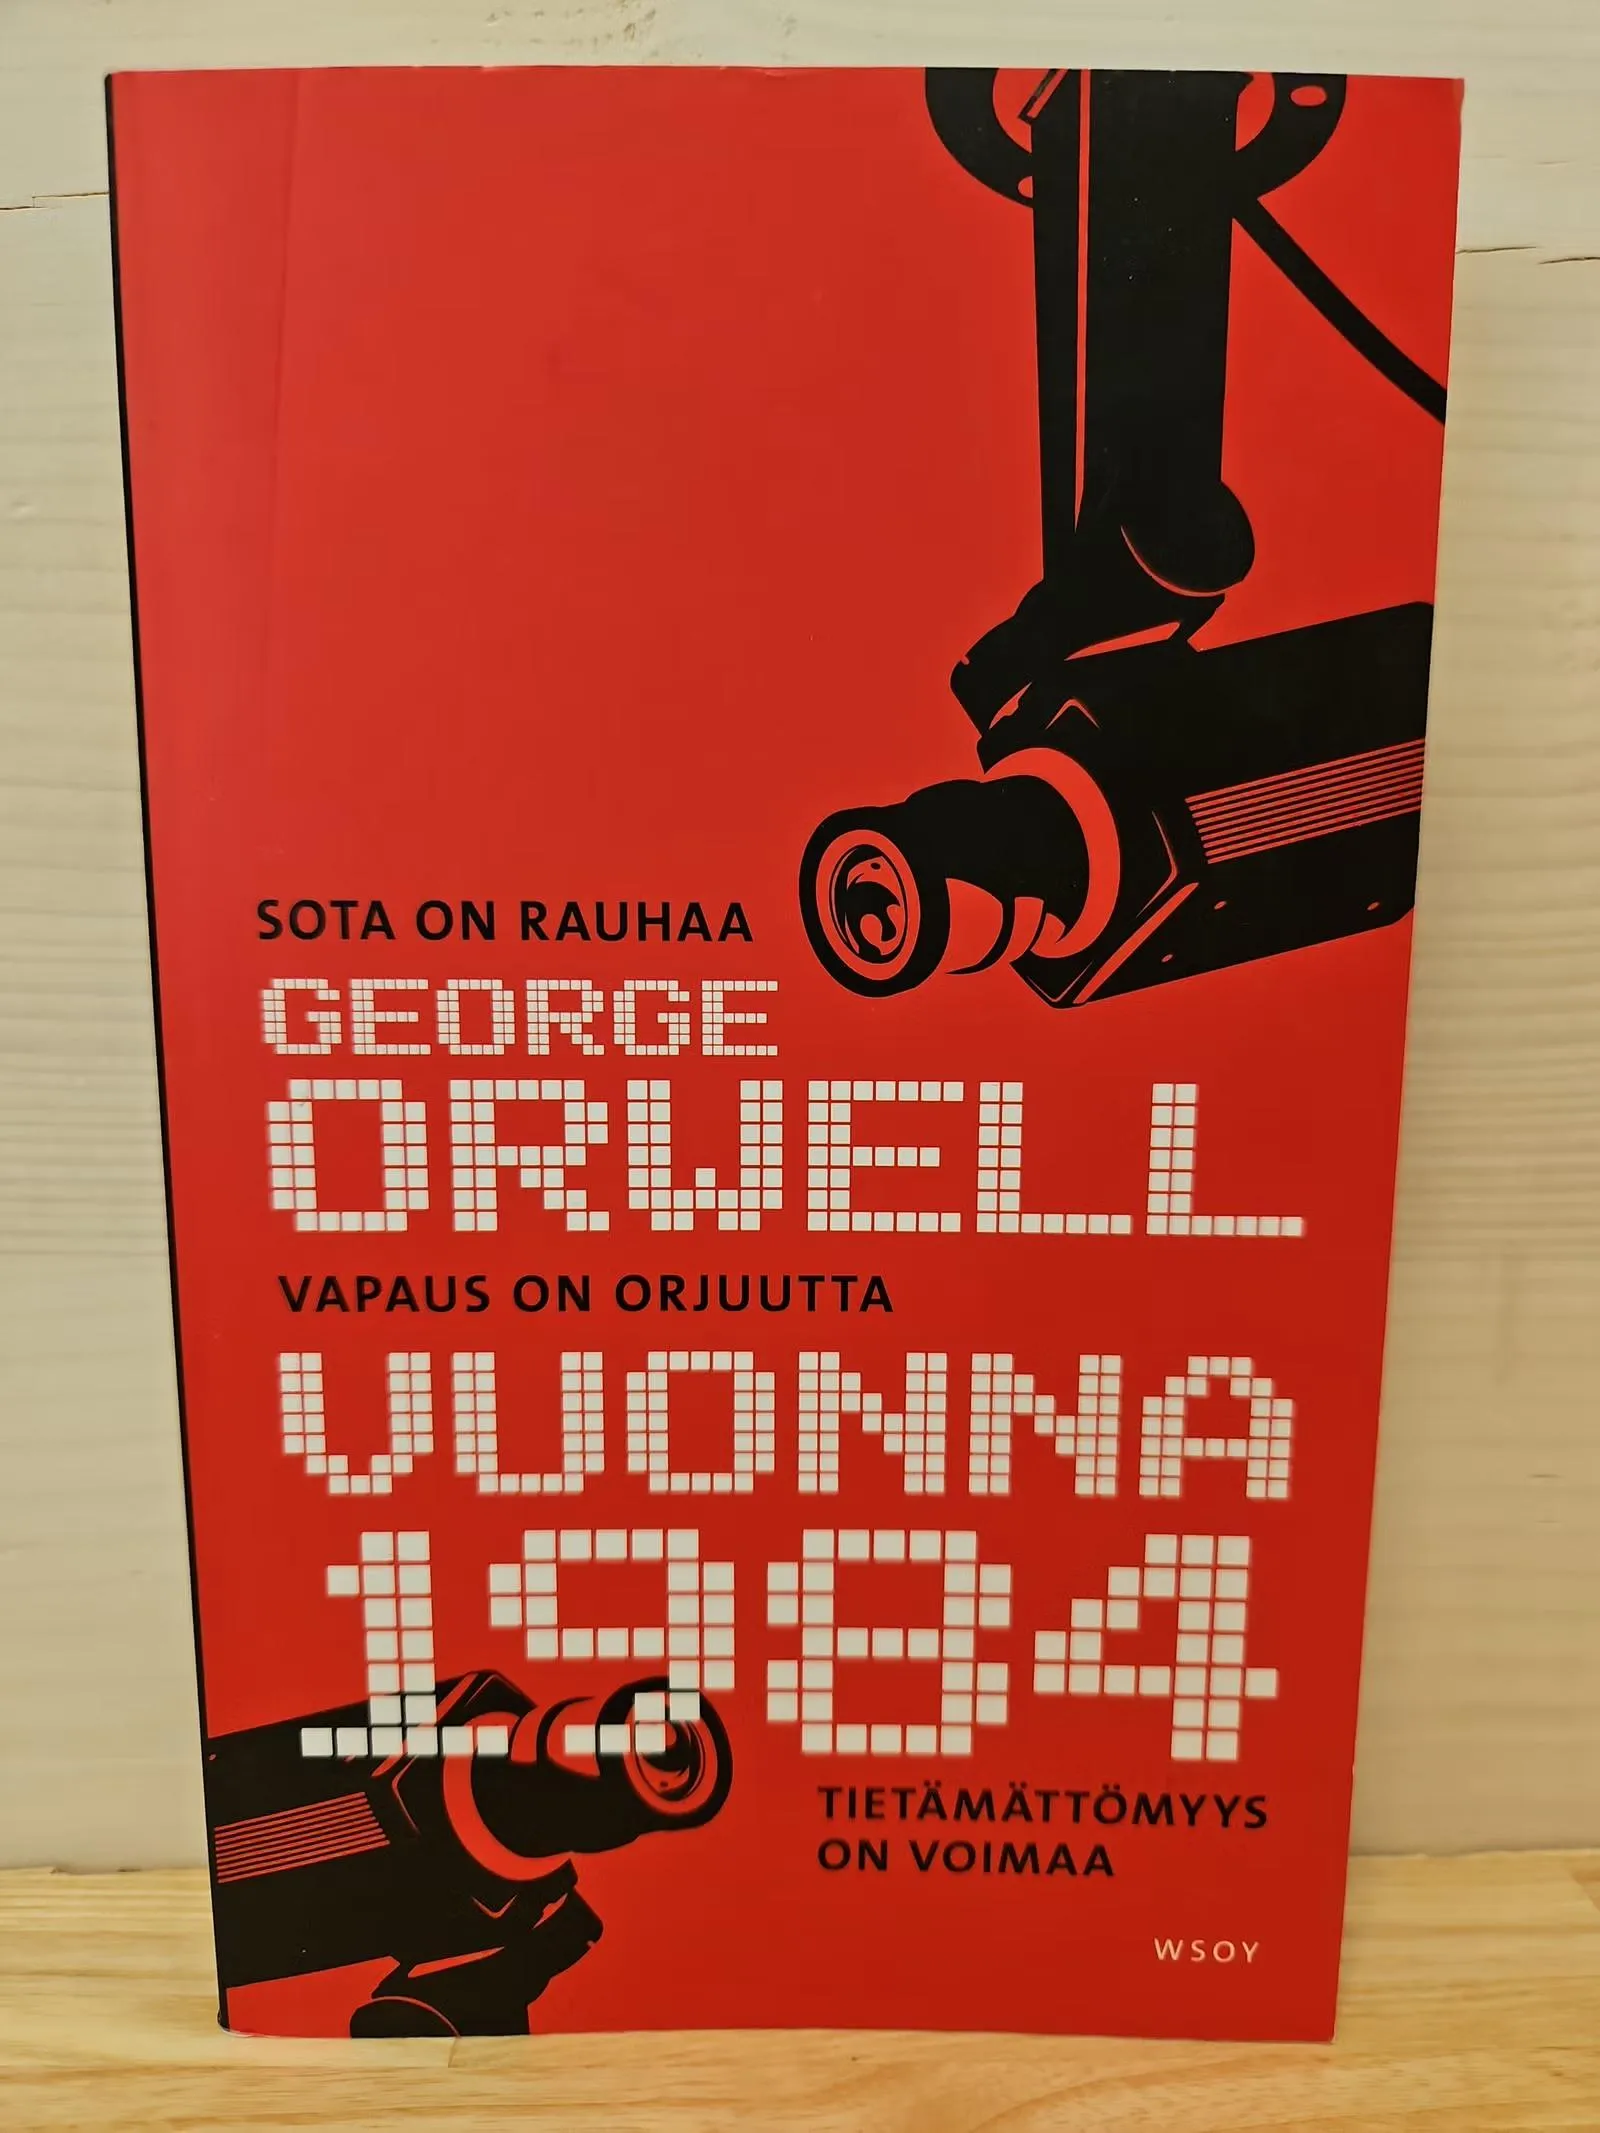 SOTA ON RAUHAA
GEORGE
ORWELL
VAPAUS ON ORJUUTTA
VUONNA
1984
TIETÄMÄTTÖMYYS
ON VOIMAA
WSOY